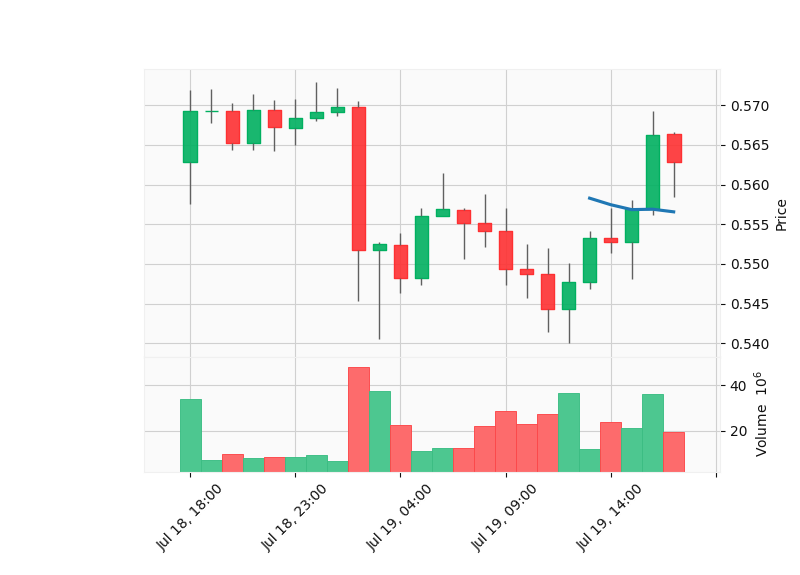 0.570
0.565
0.560
0.555
0.550
0.545
0.540
Price
40
20
Volume 10^6
Jul 18, 18:00
Jul 18, 23:00
Jul 19, 04:00
Jul 19, 09:00
Jul 19, 14:00